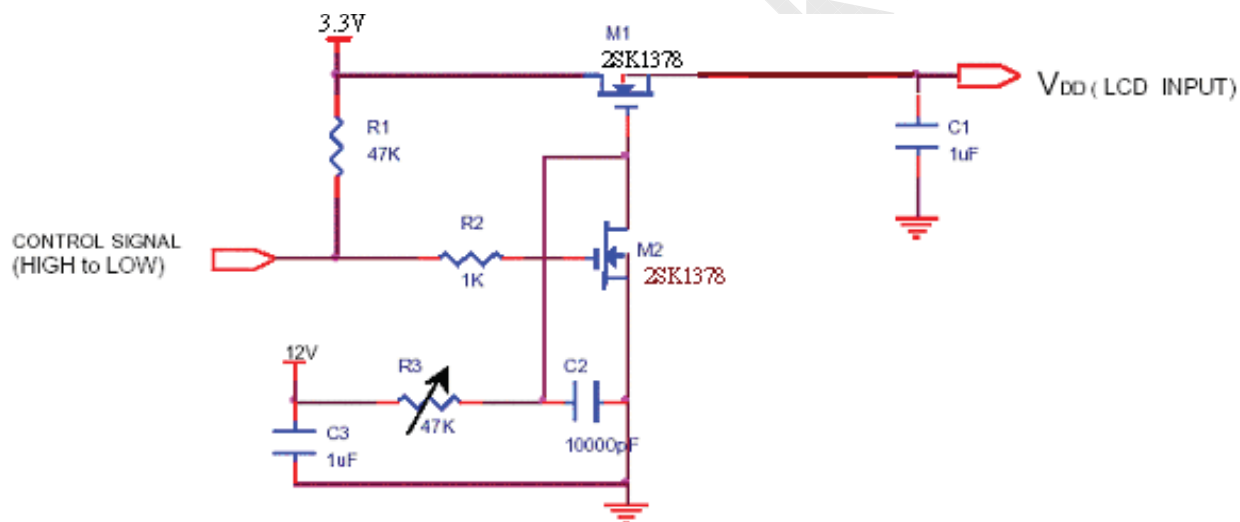 3.3V
M1
2SK1378
VDD ( LCD INPUT)
R1
47K
C1
1uF
R2
1K
CONTROL SIGNAL
(HIGH to LOW)
M2
2SK1378
12V
R3
47K
C2
10000pF
C3
1uF